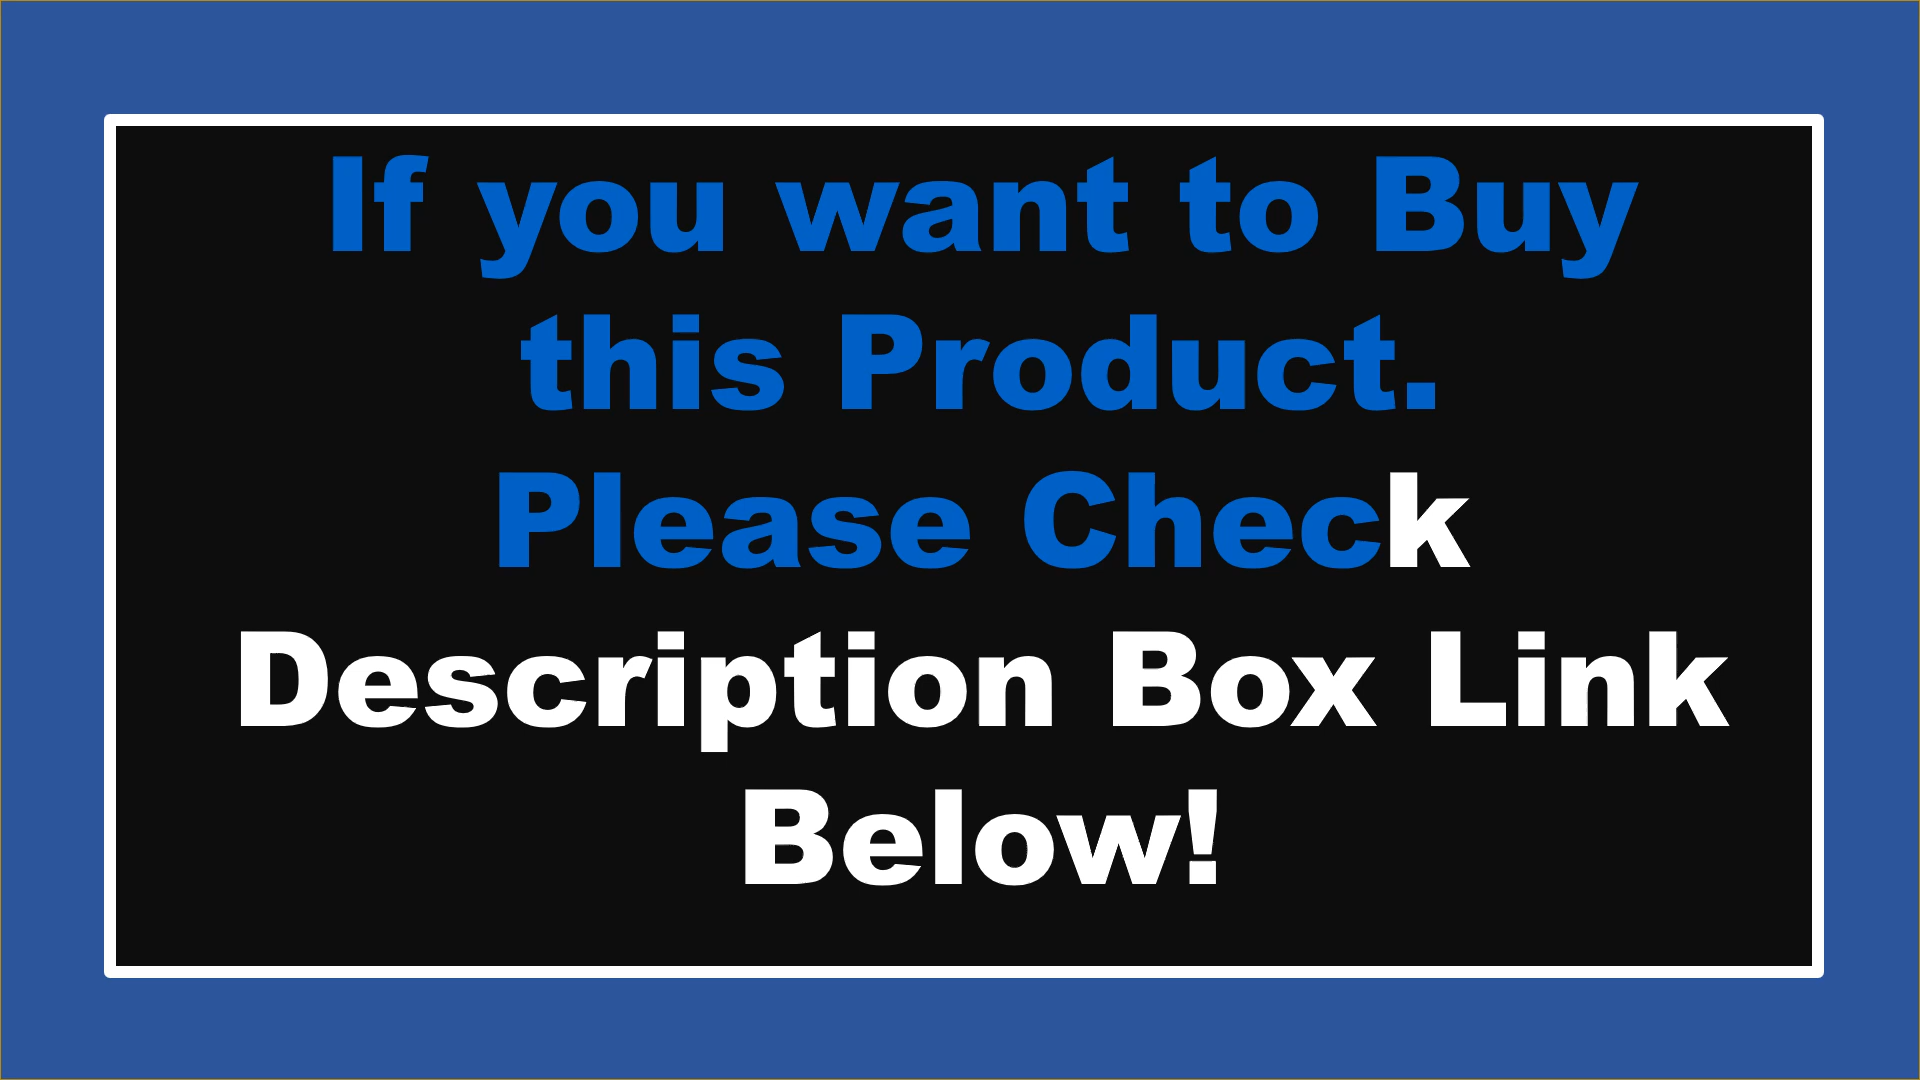 If you want to Buy
this Product.
Please Check
Description Box Link
Below!